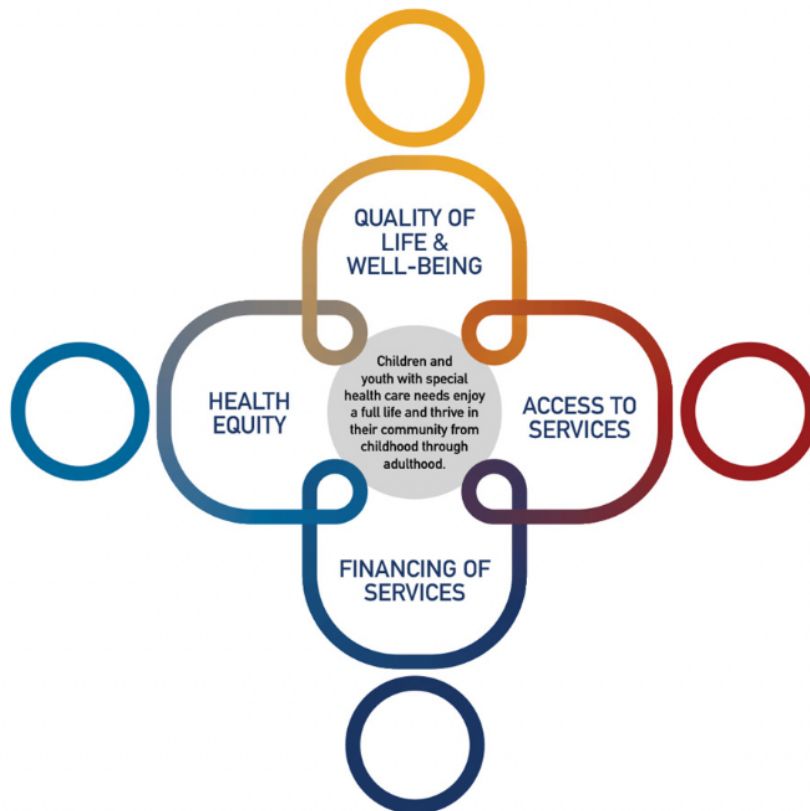 QUALITY OF
LIFE &
WELL-BEING
HEALTH
EQUITY
Children and
youth with special
health care needs enjoy
a full life and thrive in
their community from
childhood through
adulthood.
ACCESS TO
SERVICES
FINANCING OF
SERVICES